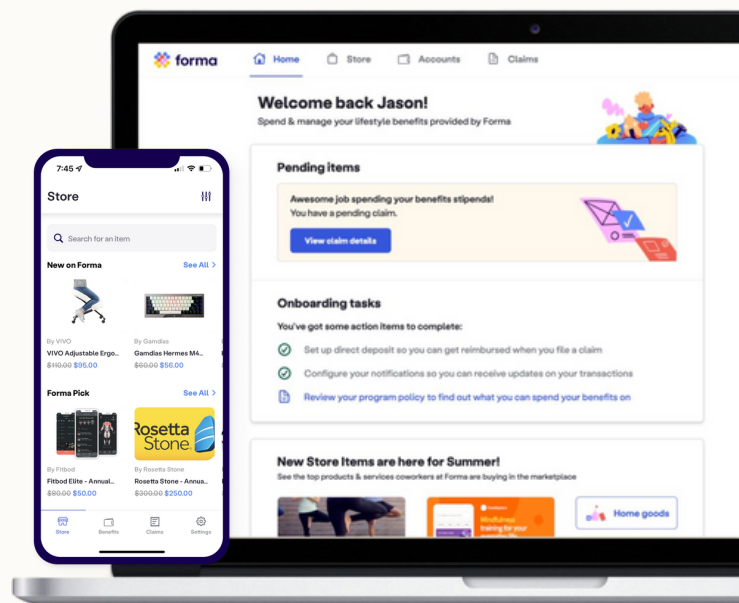 forma
Home
Store
Accounts
Claims
Welcome back Jason!
Spend & manage your lifestyle benefits provided by Forma
Pending items
Awesome job spending your benefits stipends!
You have a pending claim.
View claim details
Onboarding tasks
You've got some action items to complete:
Set up direct deposit so you can get reimbursed when you file a claim
Configure your notifications so you can receive updates on your transactions
Review your program policy to find out what you can spend your benefits on
New Store Items are here for Summer!
See the top products & services coworkers at Forma are buying in the marketplace
Mindfulness
training for your
Home goods
7:45
Store
Search for an item
New on Forma
See All >
By VIVO
By Gamdias
VIVO Adjustable Ergo..
Gamdias Hermes M4..
$110.00 $95.00
$60.00 $56.00
Forma Pick
See All >
Rosetta
Stone
By Fitbod
By Rosetta Stone
Fitbod Elite - Annual...
Rosetta Stone - Annua..
$80.00 $50.00
$300.00 $250.00
Store
Benefits
Claims
Settings